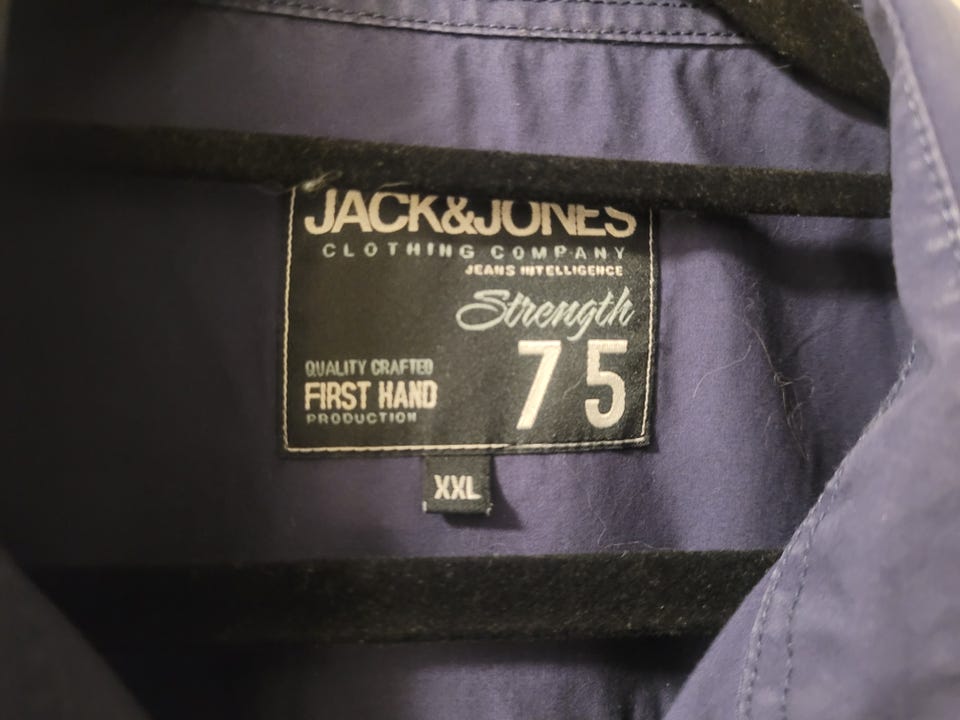 JACK&JONES
CLOTHING COMPANY
JEANS INTELLIGENCE
Strength
75
QUALITY CRAFTED
FIRST HAND
PRODUCTION
XXL